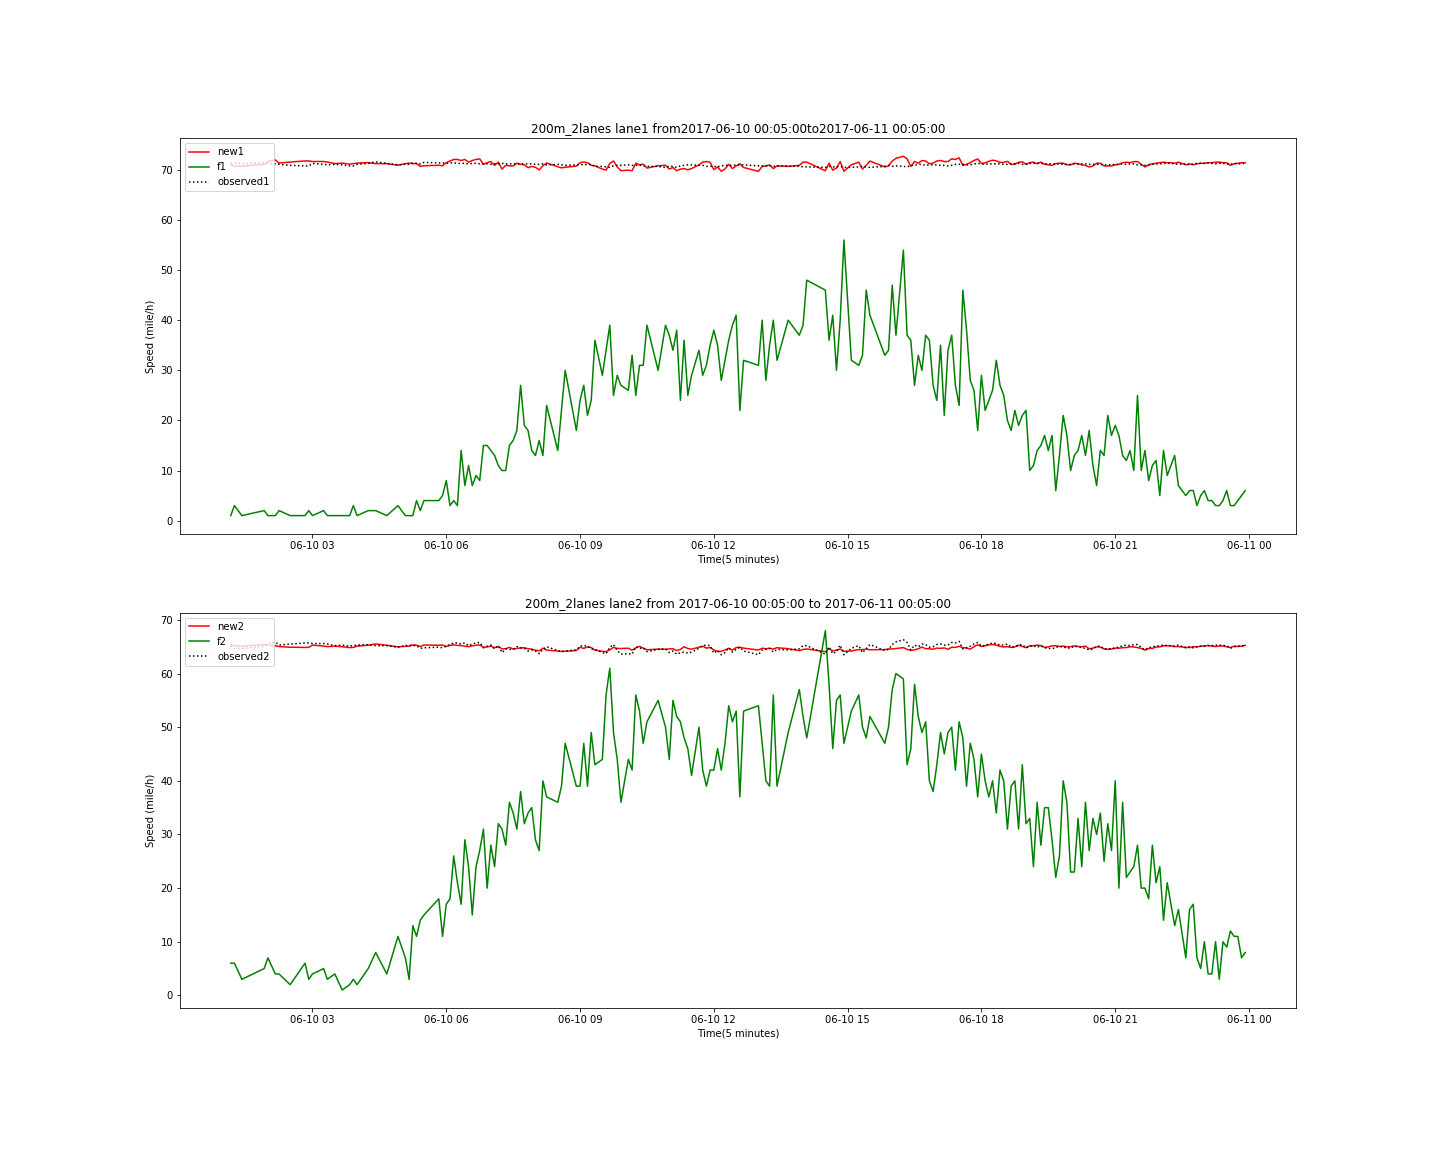 200m_2lanes lane1 from2017-06-10 00:05:00to2017-06-11 00:05:00
new1
f1
observed1
70
60
50
40
30
20
10
0
Speed (mile/h)
06-10 03 06-10 06 06-10 09 06-10 12 06-10 15 06-10 18 06-10 21 06-11 00
Time(5 minutes)
200m_2lanes lane2 from 2017-06-10 00:05:00 to 2017-06-11 00:05:00
new2
f2
observed2
70
60
50
40
30
20
10
0
Speed (mile/h)
06-10 03 06-10 06 06-10 09 06-10 12 06-10 15 06-10 18 06-10 21 06-11 00
Time(5 minutes)